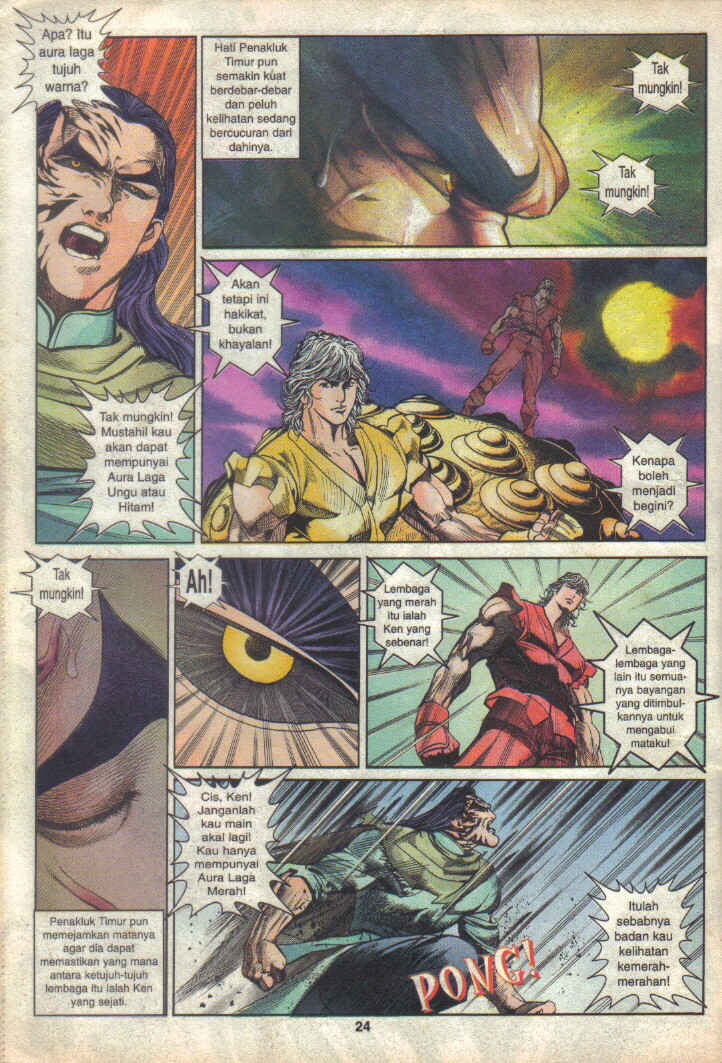 Apa? Itu
aura laga
tujuh
warna?
Hati Penakluk
Timur pun
semakin kuat
berdebar-debar
dan peluh
kelihatan sedang
bercucuran dari
dahinya.
Tak
mungkin!
Tak
mungkin!
Tak mungkin!
Mustahil kau
akan dapat
mempunyai
Aura Laga
Ungu atau
Hitam!
Akan
tetapi ini
hakikat,
bukan
khayalan!
Kenapa
boleh
menjadi
begini?
Tak
mungkin!
Penakluk Timur pun
memejamkan matanya
agar dia dapat
memastikan yang mana
antara ketujuh-tujuh
lembaga itu ialah Ken
yang sejati.
Ah!
Lembaga
yang merah
itu ialah
Ken yang
sebenar!
Lembaga-
lembaga yang
lain itu semua-
nya bayangan
yang ditimbul-
kannya untuk
mengabui
mataku!
Cis, Ken!
Janganlah
kau main
akal lagi!
Kau hanya
mempunyai
Aura Laga
Merah!
Itulah
sebabnya
badan kau
kelihatan
kemerah-
merahan!
PONG!
24